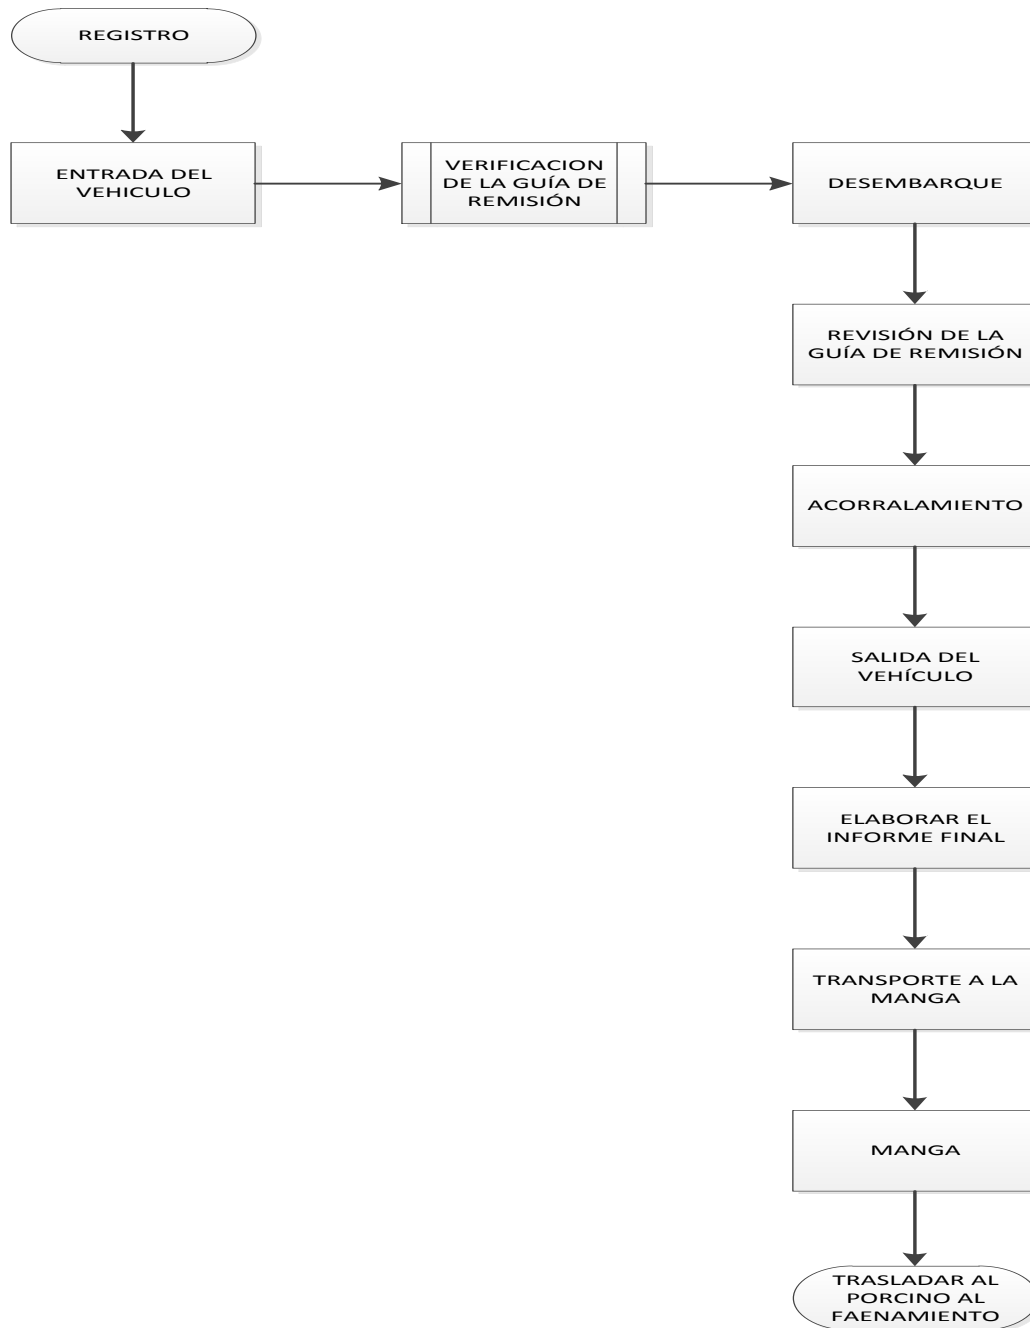 REGISTRO
ENTRADA DEL
VEHICULO
VERIFICACION
DE LA GUÍA DE
REMISIÓN
DESEMBARQUE
REVISIÓN DE LA
GUÍA DE REMISIÓN
ACORRALAMIENTO
SALIDA DEL
VEHÍCULO
ELABORAR EL
INFORME FINAL
TRANSPORTE A LA
MANGA
MANGA
TRASLADAR AL
PORCINO AL
FAENAMIENTO